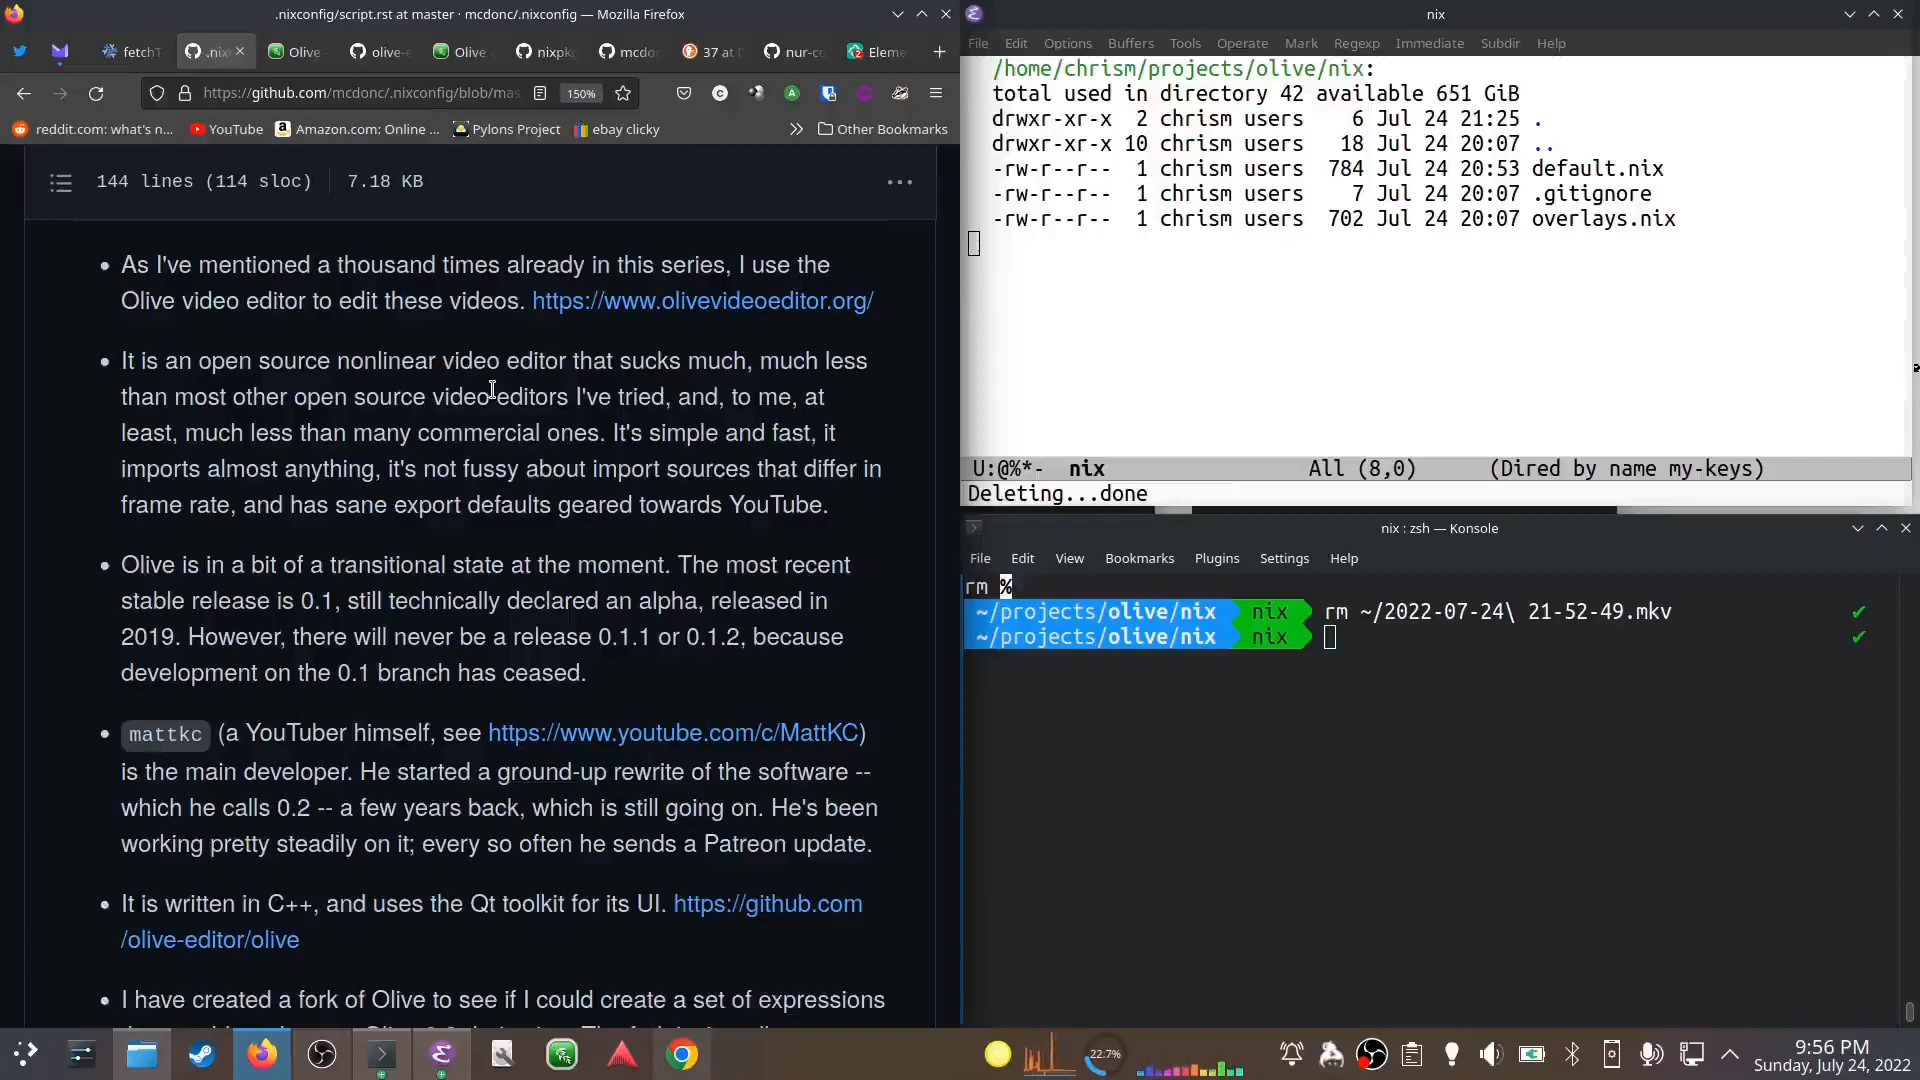 .nixconfig/script.rst at master · mcdonc/.nixconfig — Mozilla Firefox
fetchT
.nix
Olive
olive-e
Olive
nixpk
mcdo
37 at
nur-co
Eleme
https://github.com/mcdonc/.nixconfig/blob/mas
150%
reddit.com: what's n...
YouTube
Amazon.com: Online ...
Pylons Project
ebay clicky
Other Bookmarks
144 lines (114 sloc)
7.18 KB
As I've mentioned a thousand times already in this series, I use the
Olive video editor to edit these videos. https://www.olivevideoeditor.org/
It is an open source nonlinear video editor that sucks much, much less
than most other open source video editors I've tried, and, to me, at
least, much less than many commercial ones. It's simple and fast, it
imports almost anything, it's not fussy about import sources that differ in
frame rate, and has sane export defaults geared towards YouTube.
Olive is in a bit of a transitional state at the moment. The most recent
stable release is 0.1, still technically declared an alpha, released in
2019. However, there will never be a release 0.1.1 or 0.1.2, because
development on the 0.1 branch has ceased.
mattkc (a YouTuber himself, see https://www.youtube.com/c/MattKC)
is the main developer. He started a ground-up rewrite of the software --
which he calls 0.2 -- a few years back, which is still going on. He's been
working pretty steadily on it; every so often he sends a Patreon update.
It is written in C++, and uses the Qt toolkit for its UI. https://github.com
/olive-editor/olive
I have created a fork of Olive to see if I could create a set of expressions
nix
File Edit Options Buffers Tools Operate Mark Regexp Immediate Subdir Help
/home/chrism/projects/olive/nix:
total used in directory 42 available 651 GiB
drwxr-xr-x 2 chrism users 6 Jul 24 21:25 .
drwxr-xr-x 10 chrism users 18 Jul 24 20:07 ..
-rw-r--r-- 1 chrism users 784 Jul 24 20:53 default.nix
-rw-r--r-- 1 chrism users 7 Jul 24 20:07 .gitignore
-rw-r--r-- 1 chrism users 702 Jul 24 20:07 overlays.nix
U:@%*- nix All (8,0) (Dired by name my-keys)
Deleting...done
nix : zsh — Konsole
File Edit View Bookmarks Plugins Settings Help
rm %
~/projects/olive/nix nix rm ~/2022-07-24\ 21-52-49.mkv ✔
~/projects/olive/nix nix ✔
22.7%
9:56 PM
Sunday, July 24, 2022